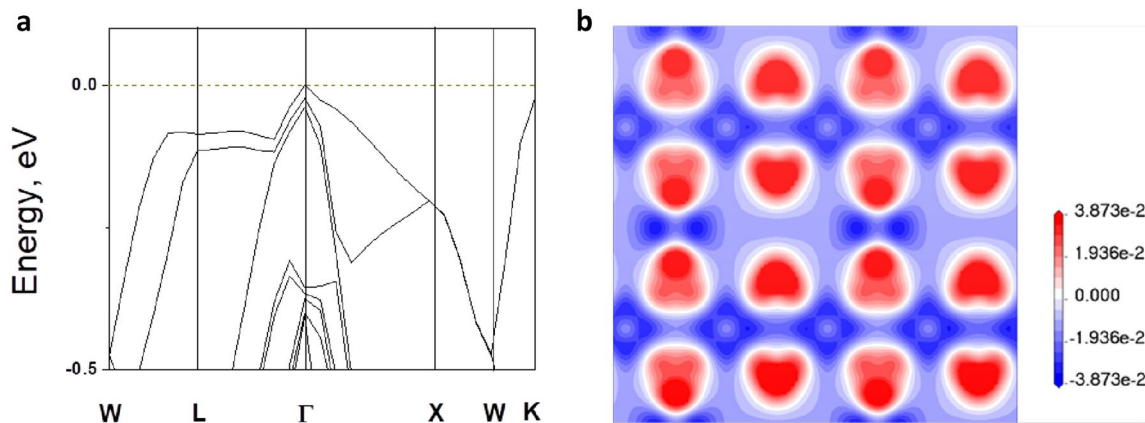 a
0.0
Energy, eV
-0.5
W L Γ X W K
b
3.873e-2
1.936e-2
0.000
-1.936e-2
-3.873e-2